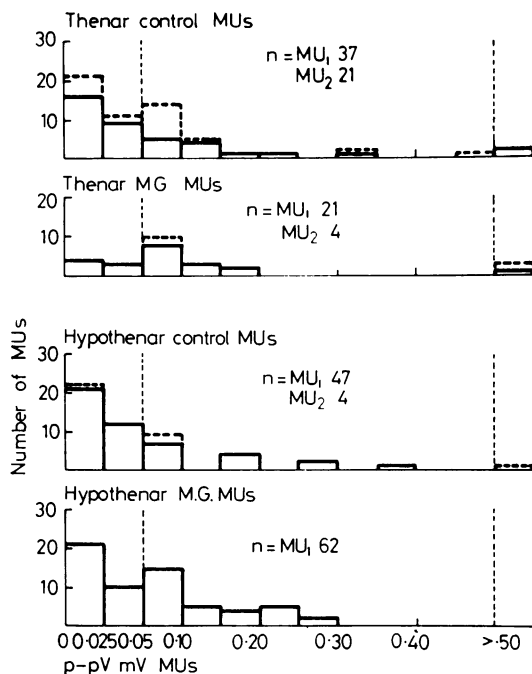 Thenar control MUs
30
20
10
n = MU₁ 37
MU₂ 21
Thenar M G MUs
20
10
n = MU₁ 21
MU₂ 4
Number of MUs
Hypothenar control MUs
30
20
10
n = MU₁ 47
MU₂ 4
Hypothenar M.G. MUs
30
20
10
n = MU₁ 62
0 0.025 0.05 0.10 0.20 0.30 0.40 >.50
p-pV mV MUs